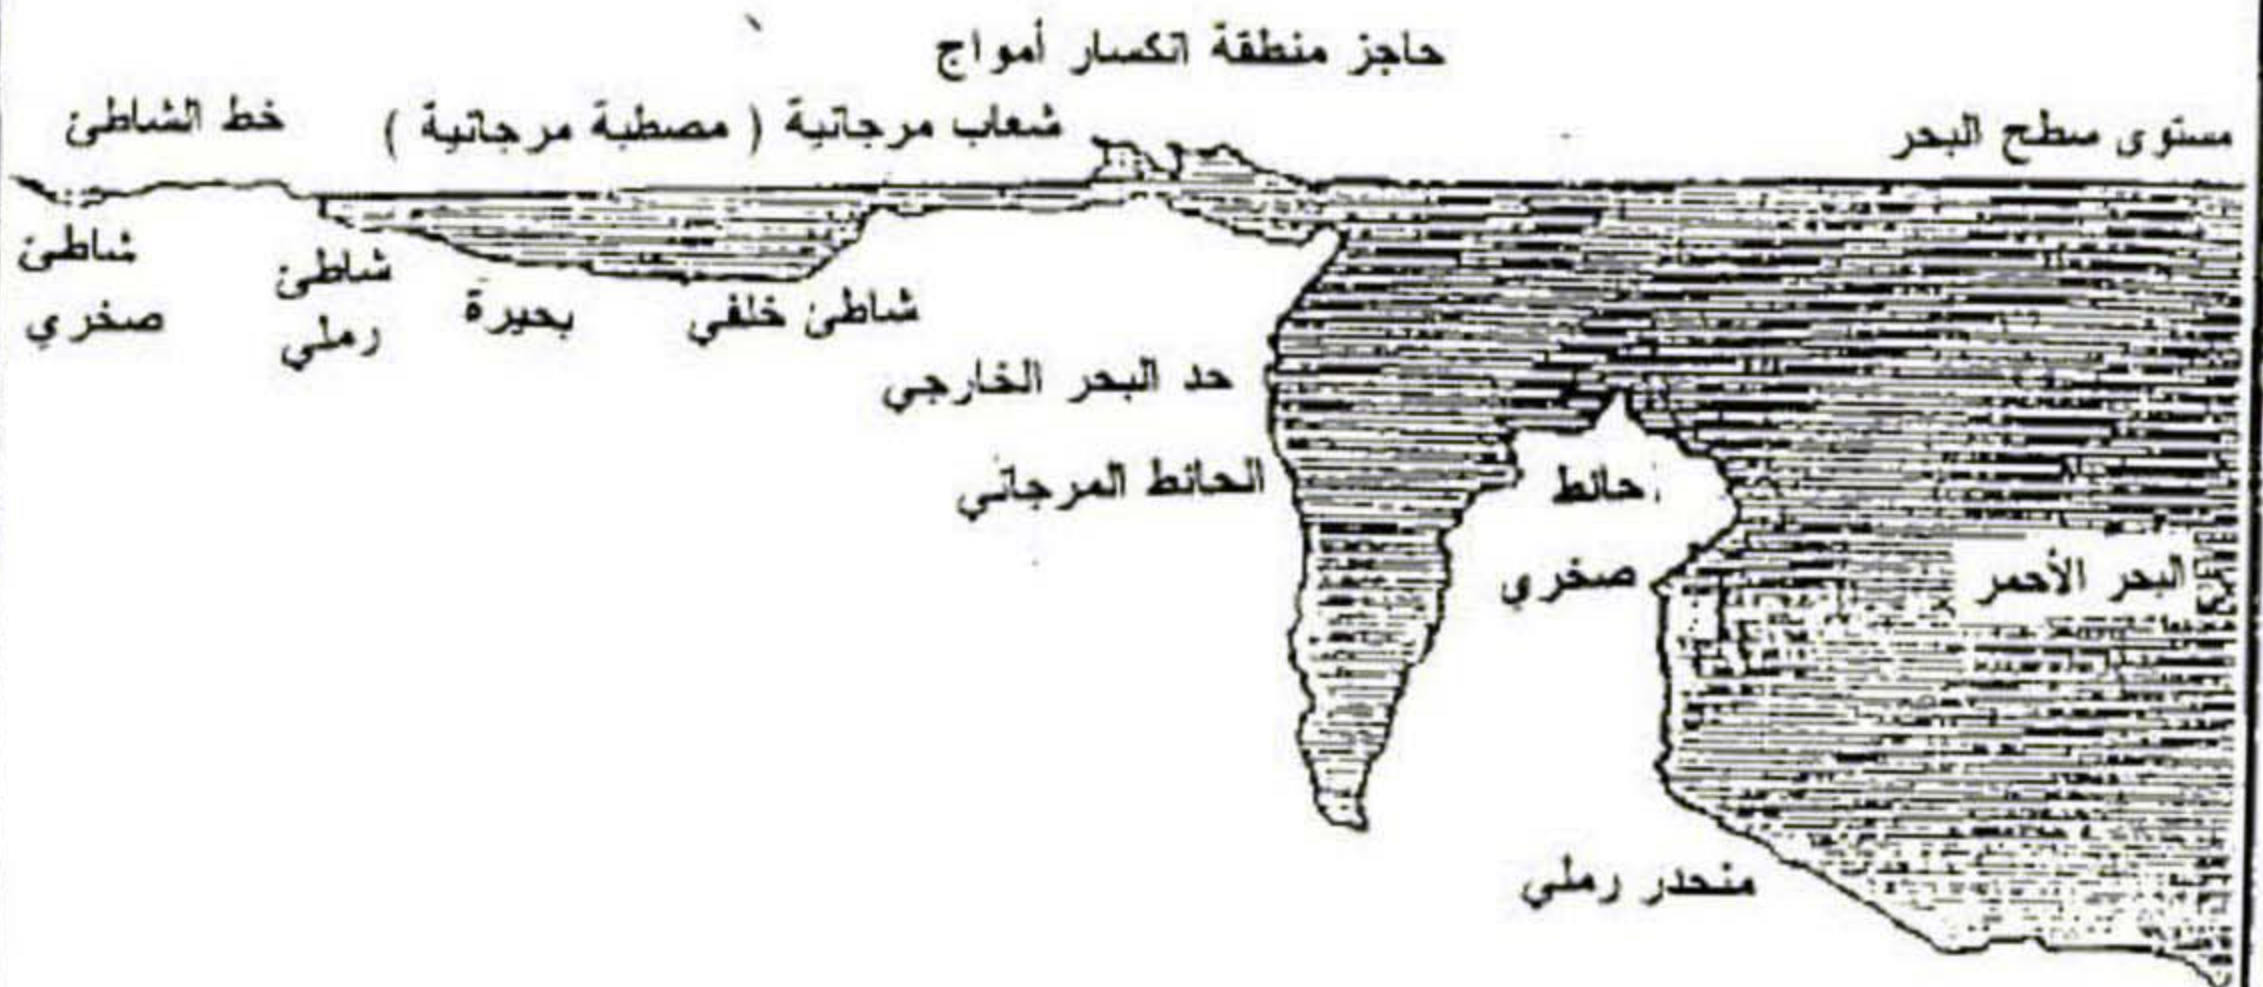 حاجز منطقة انكسار أمواج
مستوى سطح البحر
شعاب مرجانية ( مصطبة مرجانية )
خط الشاطئ
شاطئ
صخري
شاطئ
رملي
بحيرة
شاطئ خلفي
حد البحر الخارجي
الحائط المرجاني
حائط
صخري
البحر الأحمر
منحدر رملي